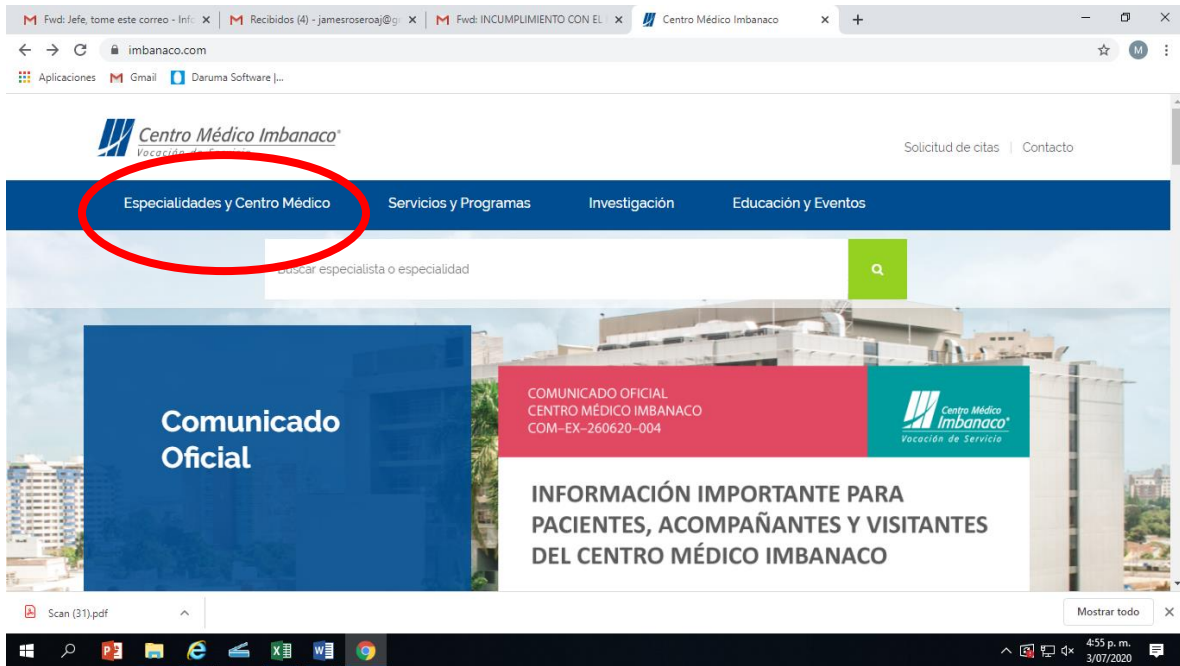 Fwd: Jefe, tome este correo - Info
Recibidos (4) - jamesroseroaj@g
Fwd: INCUMPLIMIENTO CON EL
Centro Médico Imbanaco
imbanaco.com
M
Aplicaciones
Gmail
Daruma Software |...
Centro Médico Imbanaco®
Vocación de Servicio
Solicitud de citas | Contacto
Especialidades y Centro Médico
Servicios y Programas
Investigación
Educación y Eventos
Buscar especialista o especialidad
Comunicado
Oficial
COMUNICADO OFICIAL
CENTRO MÉDICO IMBANACO
COM-EX-260620-004
Centro Médico
Imbanaco®
Vocación de Servicio
INFORMACIÓN IMPORTANTE PARA
PACIENTES, ACOMPAÑANTES Y VISITANTES
DEL CENTRO MÉDICO IMBANACO
Scan (31).pdf
Mostrar todo
4:55 p. m.
3/07/2020